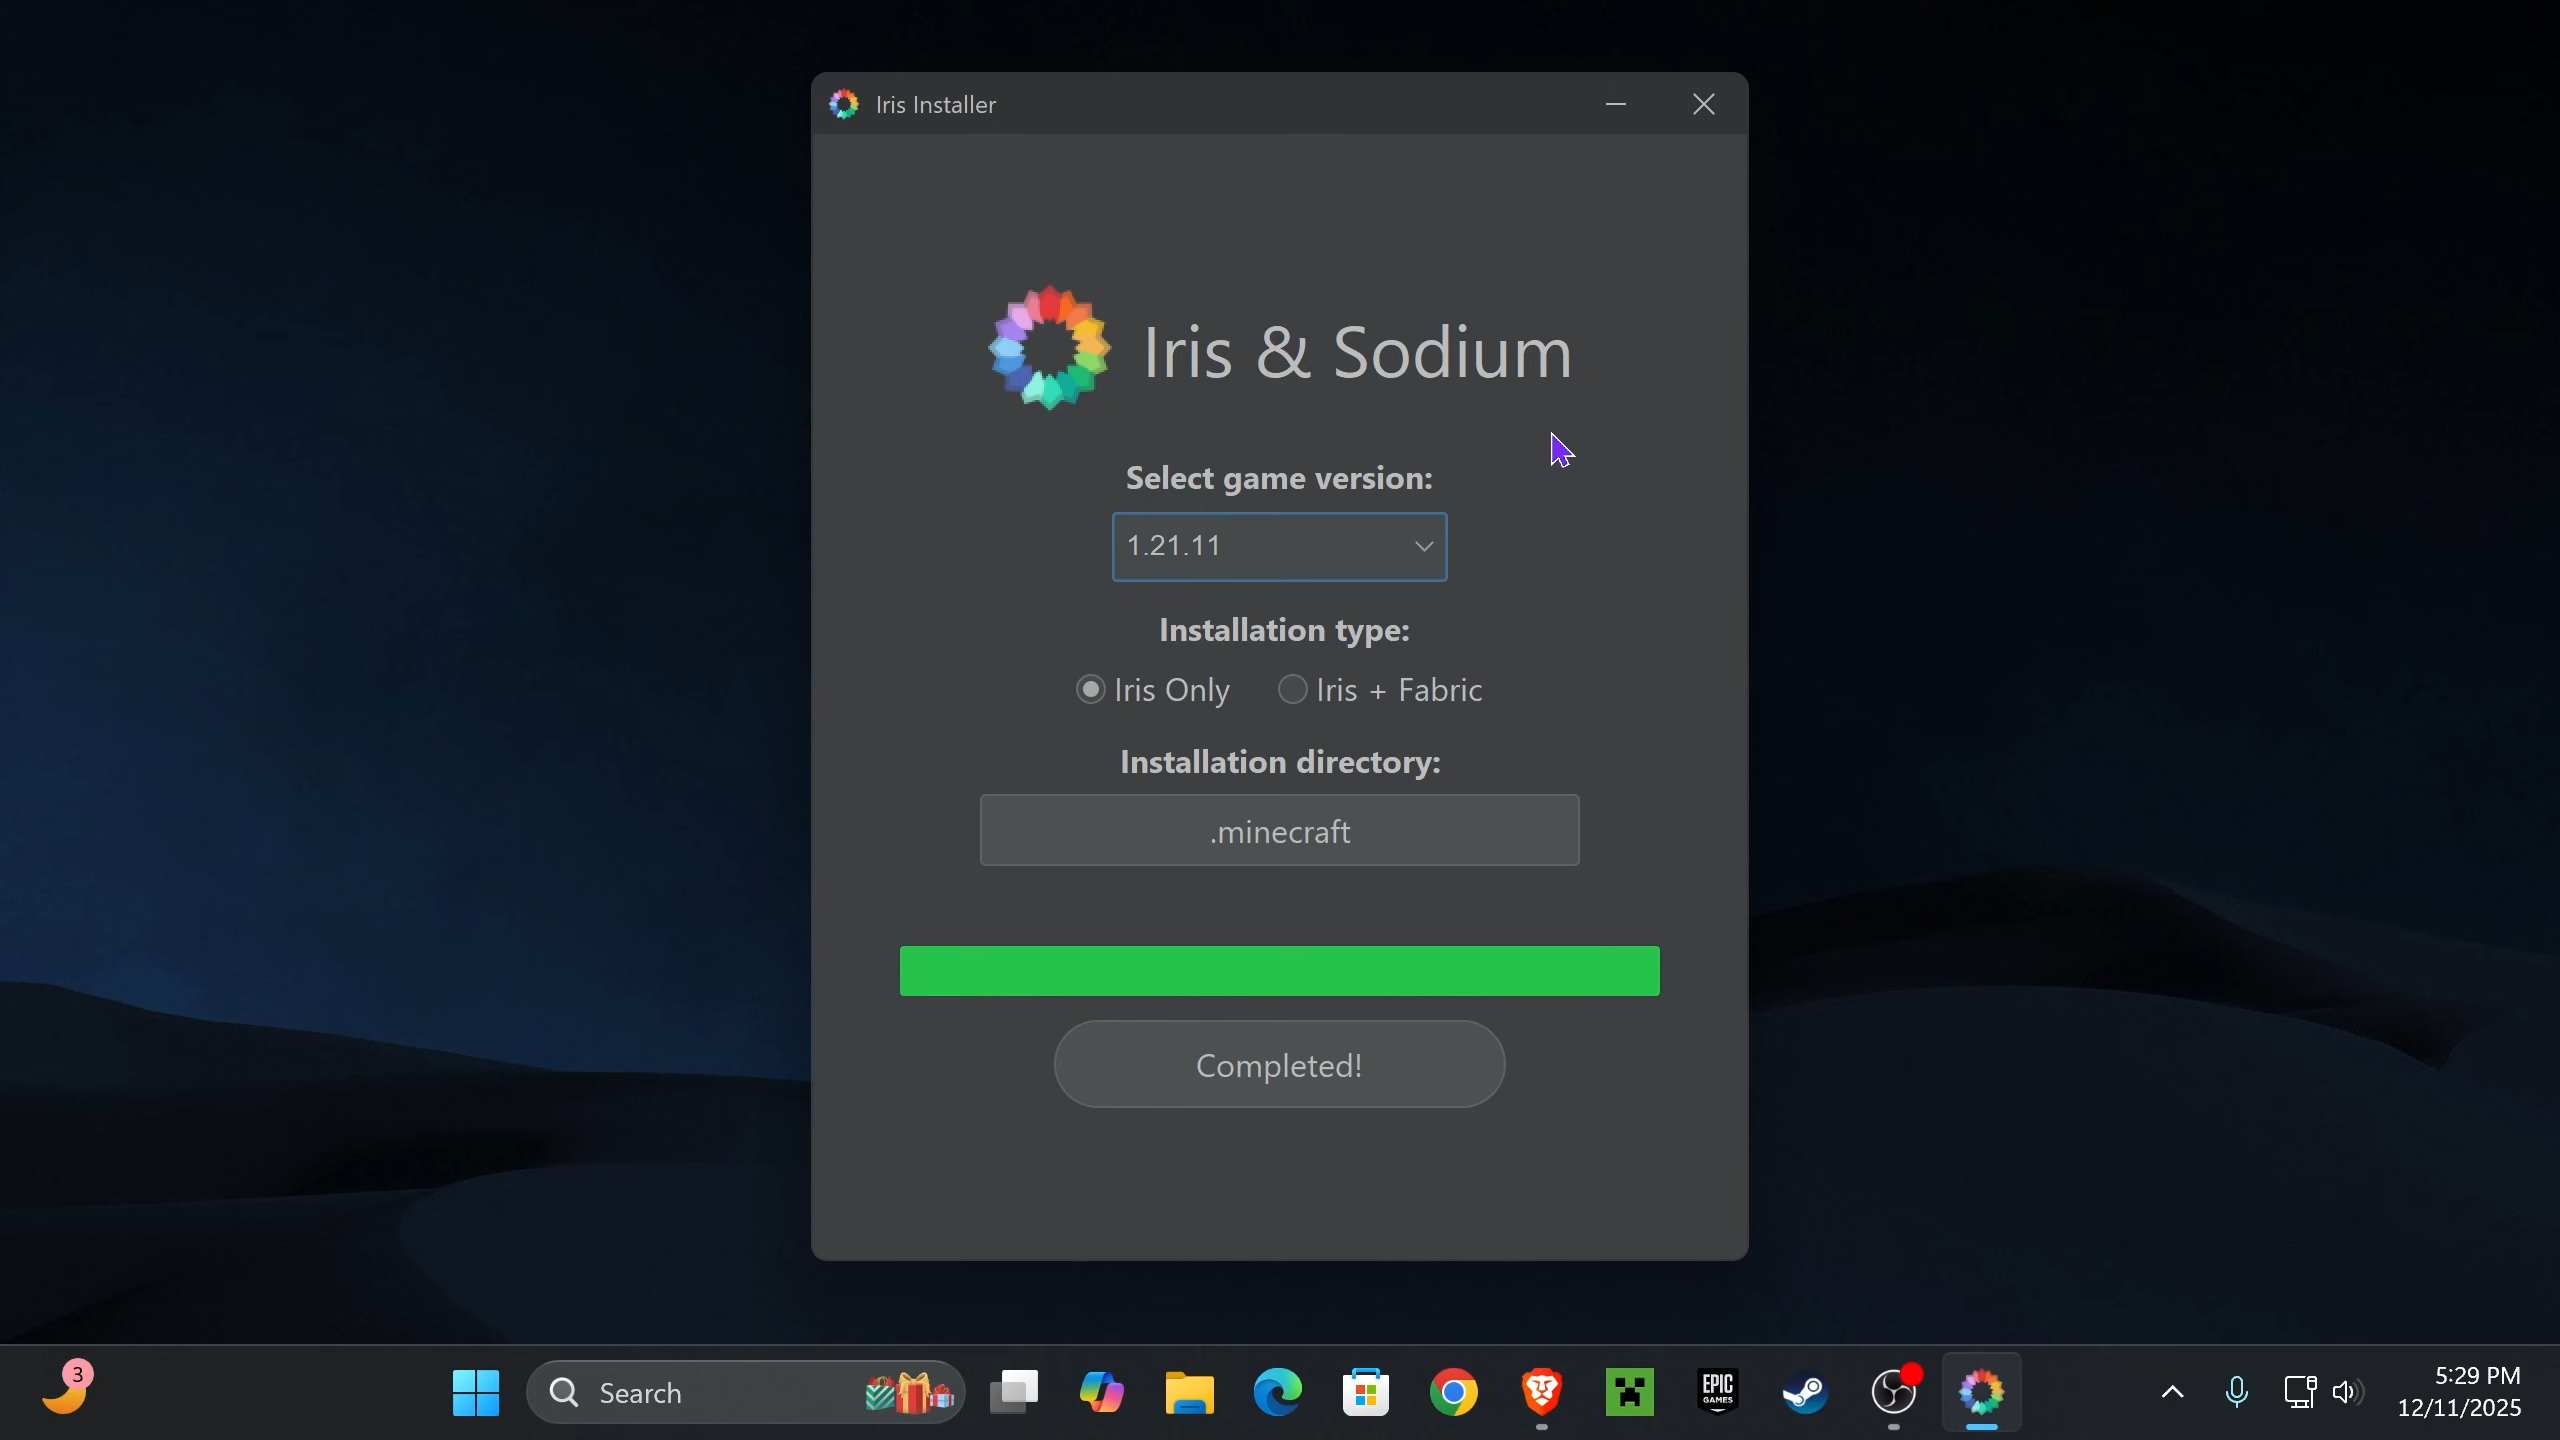 Iris Installer
Iris & Sodium
Select game version:
1.21.11
Installation type:
Iris Only
Iris + Fabric
Installation directory:
.minecraft
Completed!
3
Search
EPIC
GAMES
5:29 PM
12/11/2025